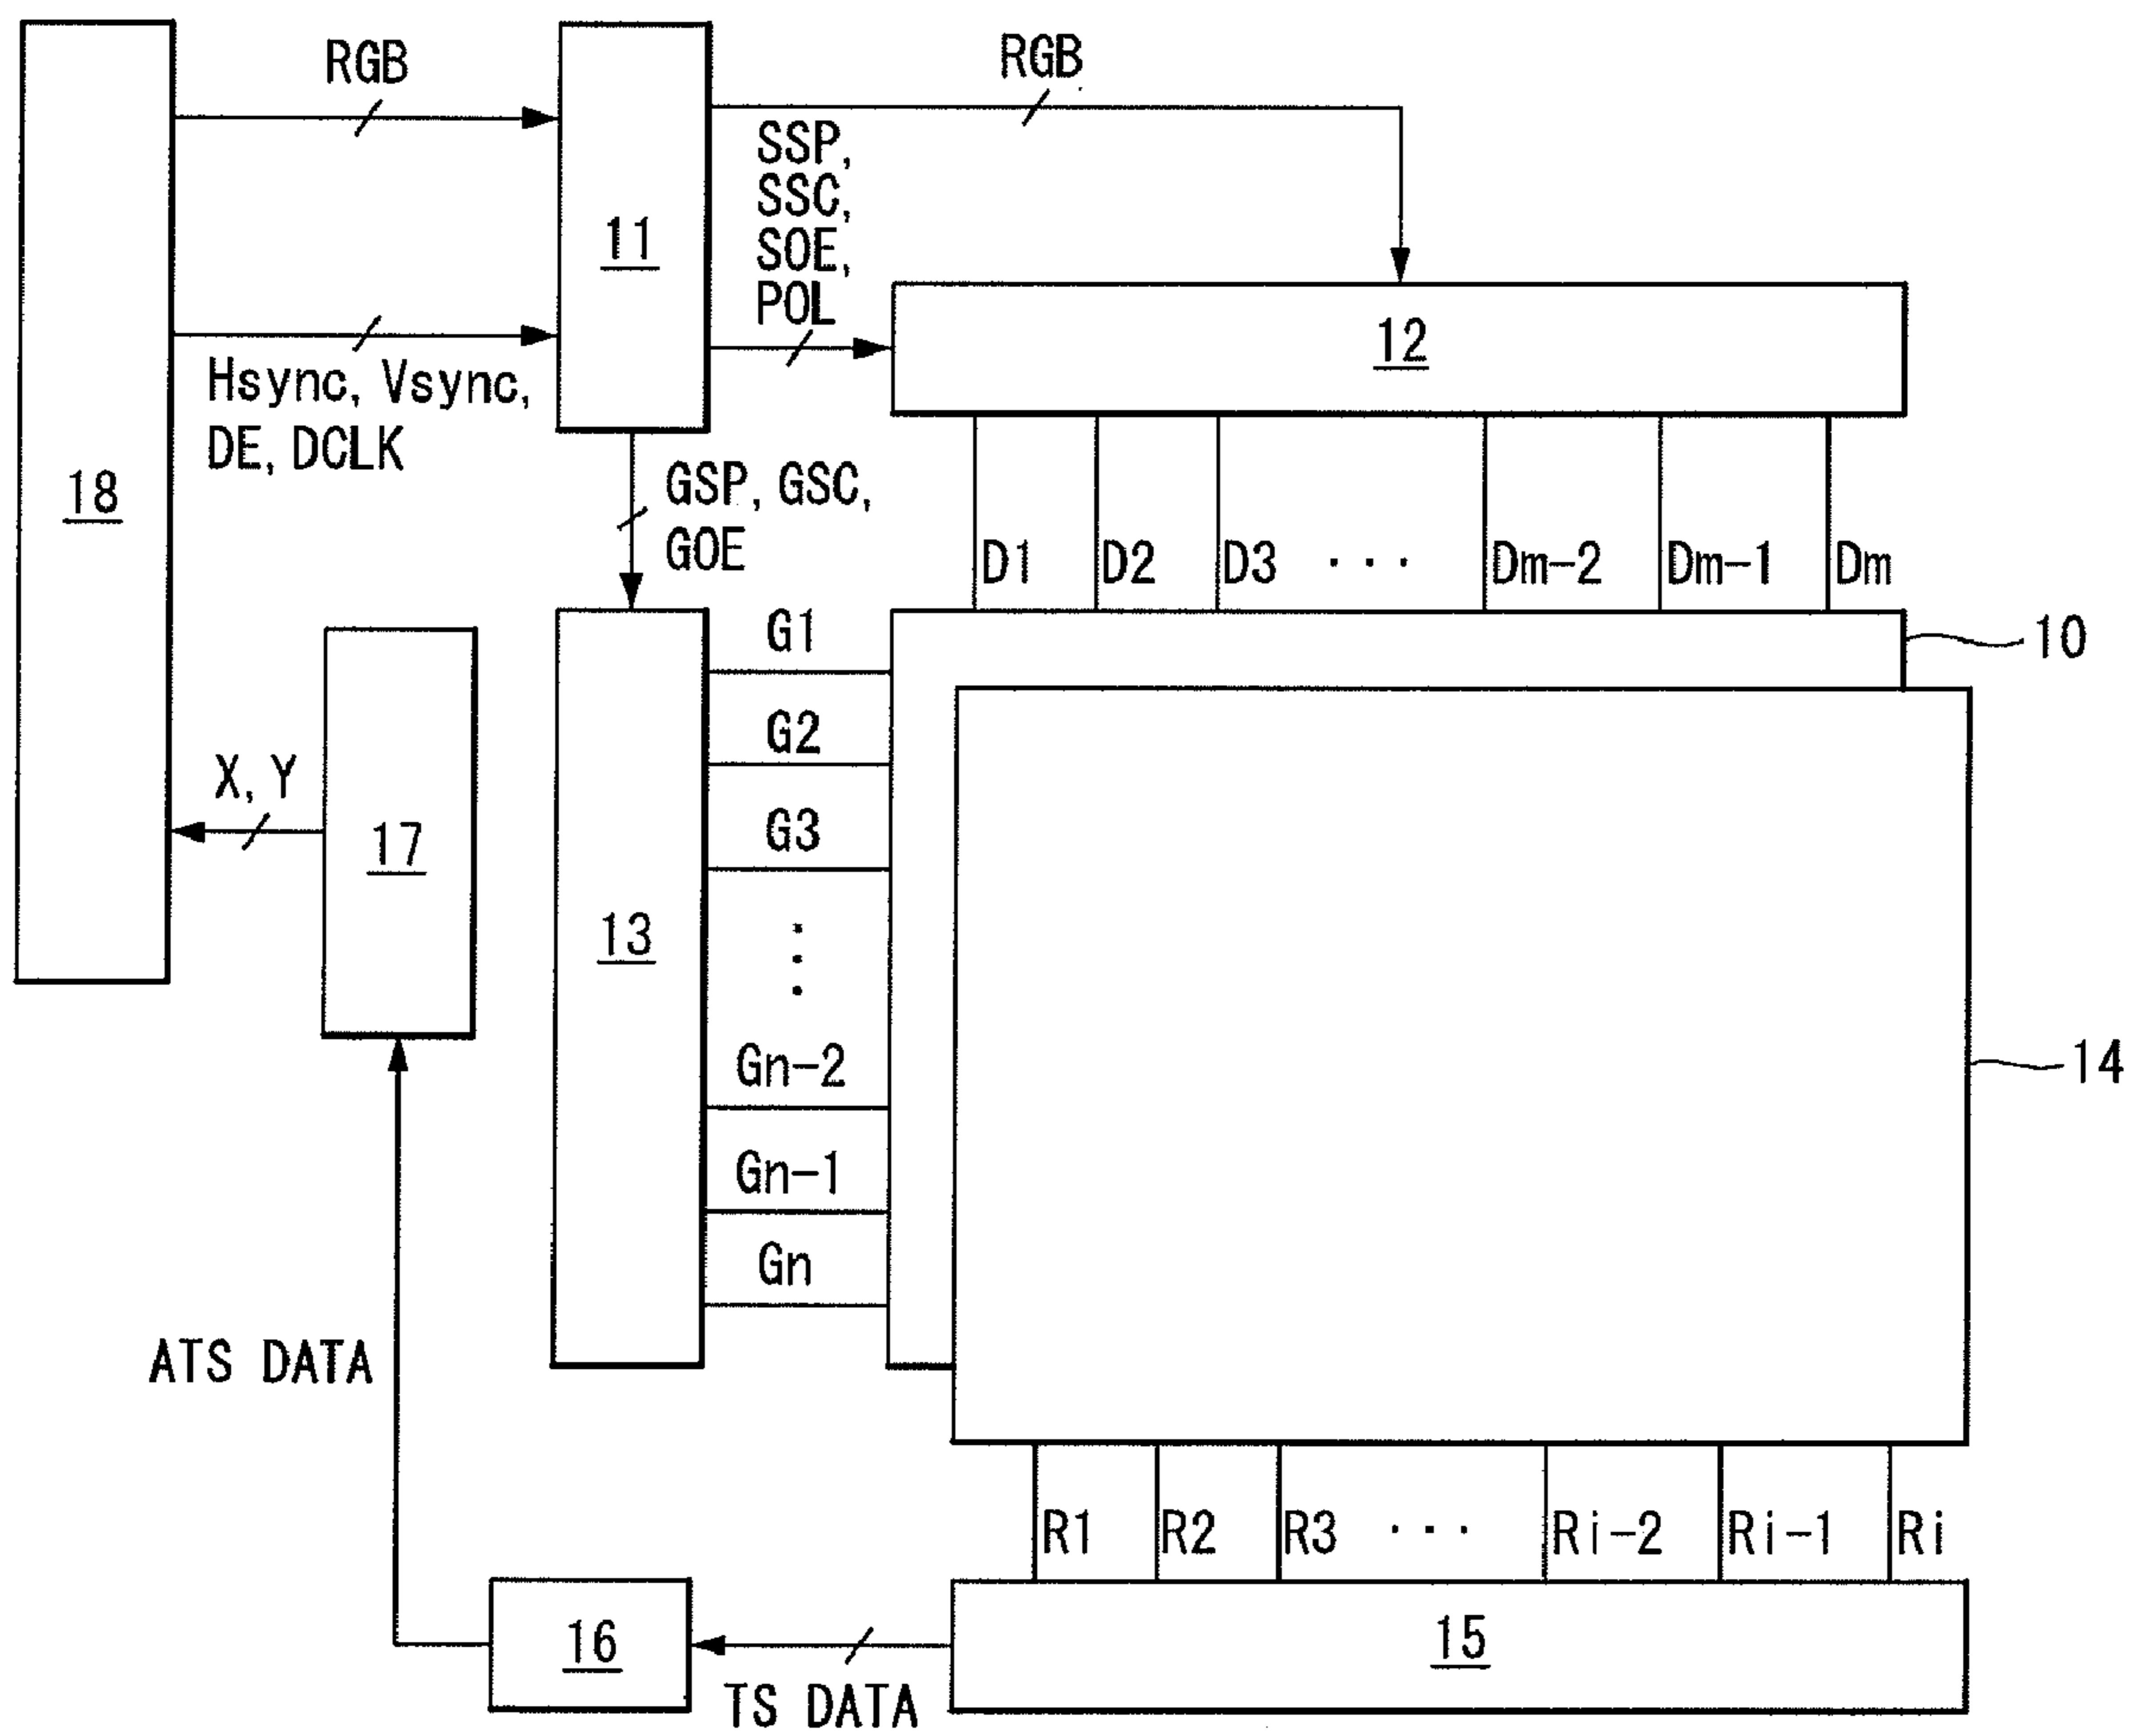 RGB
RGB
SSP,
SSC,
SOE,
POL
11
12
Hsync, Vsync,
DE, DCLK
18
GSP, GSC,
GOE
D1 D2 D3 ... Dm-2 Dm-1 Dm
10
G1
G2
G3
Gn-2
Gn-1
Gn
X, Y
17
13
14
ATS DATA
R1 R2 R3 ... Ri-2 Ri-1 Ri
16
15
TS DATA